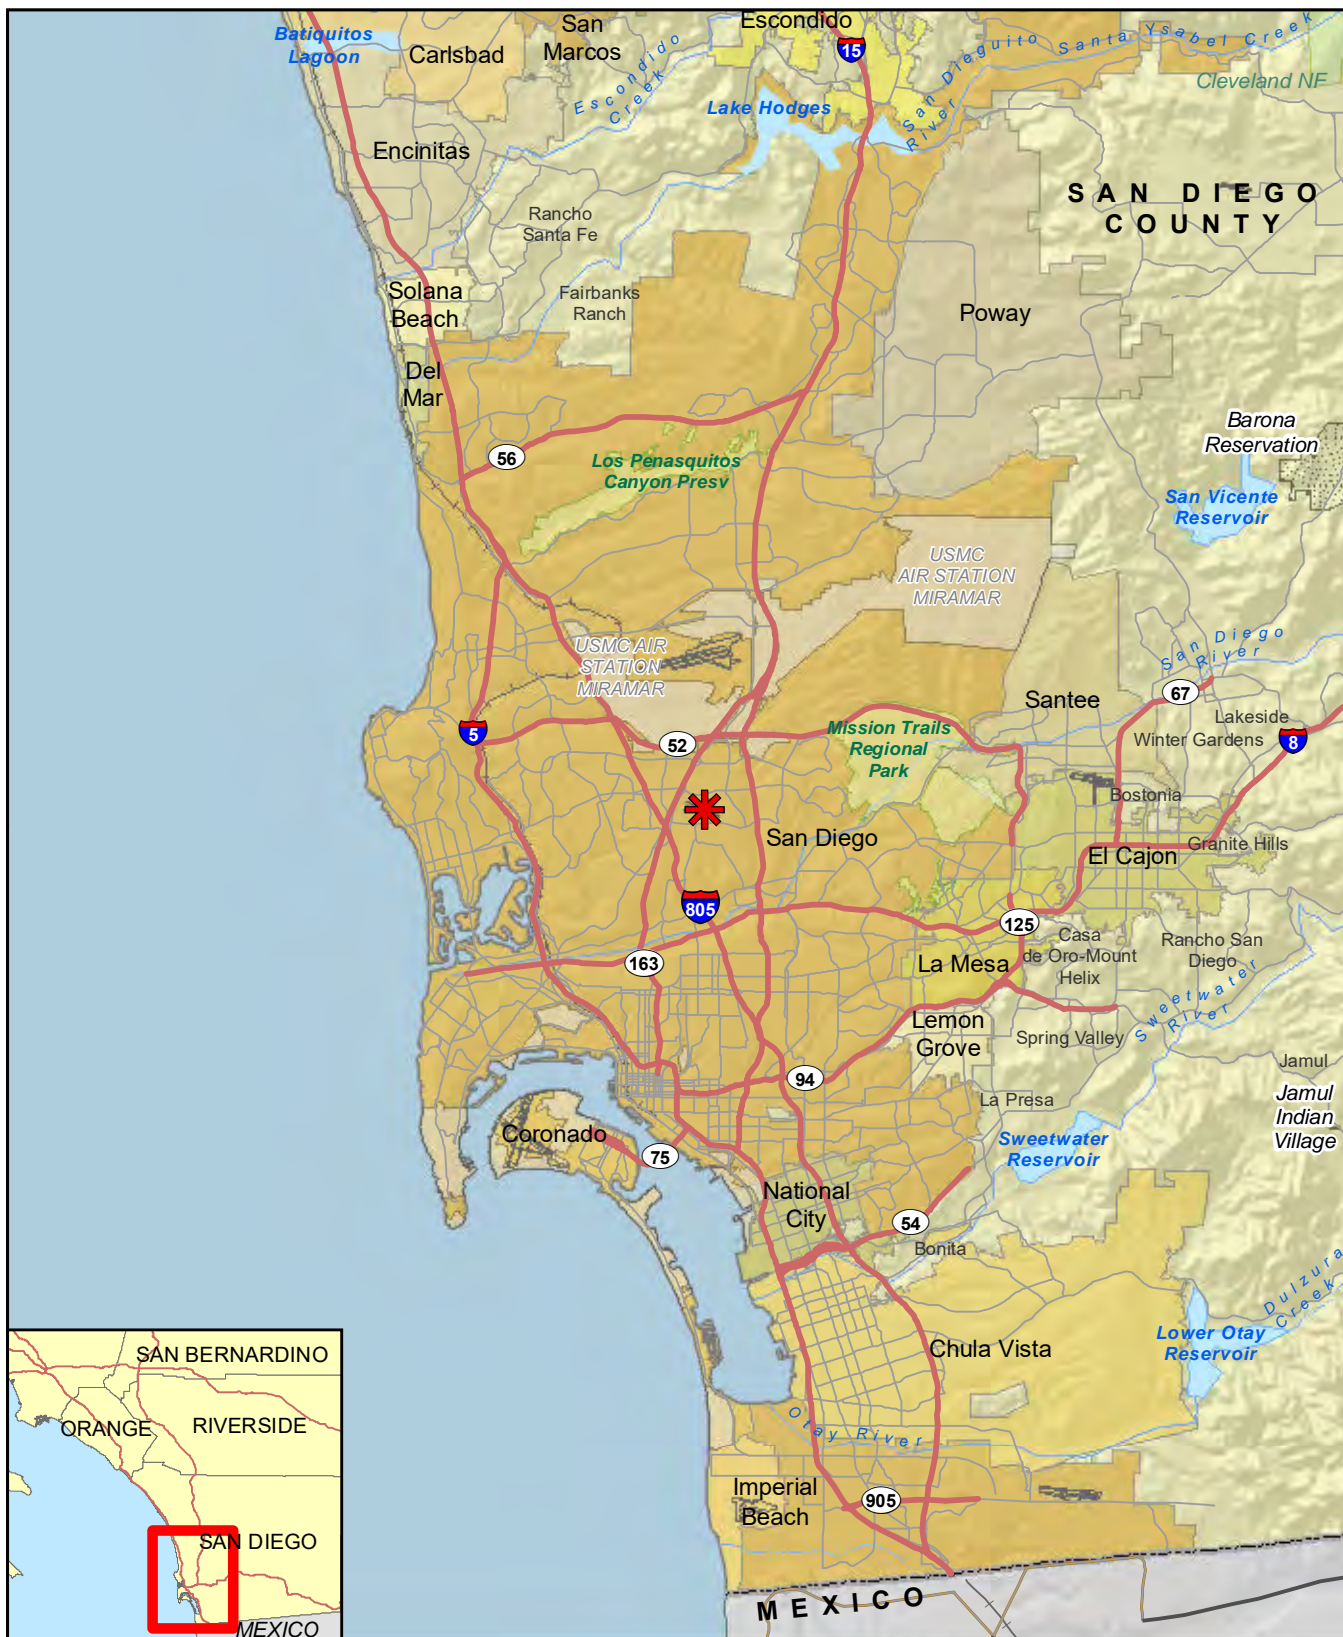 Batiquitos
Lagoon
Carlsbad
San
Marcos
Escondido
15
Escondido
Creek
Lake Hodges
San Dieguito
River
Santa Ysabel Creek
Cleveland NF
Encinitas
SAN DIEGO
COUNTY
Rancho
Santa Fe
Solana
Beach
Fairbanks
Ranch
Poway
Del
Mar
56
Los Penasquitos
Canyon Presv
Barona
Reservation
San Vicente
Reservoir
USMC
AIR STATION
MIRAMAR
USMC AIR
STATION
MIRAMAR
San Diego
River
Santee
67
Lakeside
Winter Gardens
8
5
52
Mission Trails
Regional
Park
Bostonia
San Diego
El Cajon
Granite Hills
805
125
163
La Mesa
Casa
de Oro-Mount
Helix
Rancho San
Diego
Sweetwater
River
Lemon
Grove
Spring Valley
94
Jamul
La Presa
Jamul
Indian
Village
Coronado
75
Sweetwater
Reservoir
National
City
54
Bonita
Dulzura
Creek
Chula Vista
Lower Otay
Reservoir
Otay River
Imperial
Beach
905
MEXICO
SAN BERNARDINO
ORANGE
RIVERSIDE
SAN DIEGO
MEXICO